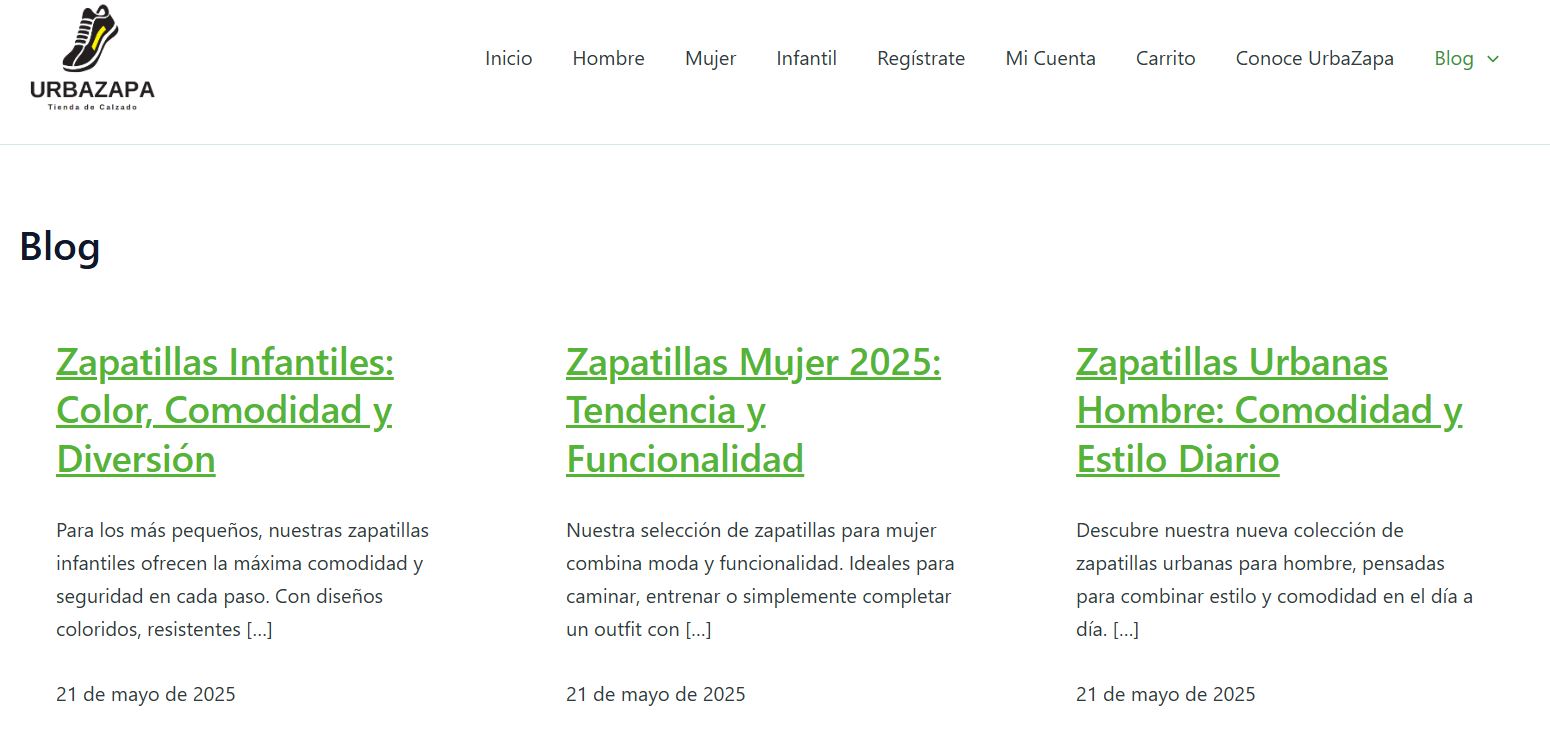 URBAZAPA
Tienda de Calzado
Inicio Hombre Mujer Infantil Regístrate Mi Cuenta Carrito Conoce UrbaZapa Blog
Blog
Zapatillas Infantiles:
Color, Comodidad y
Diversión
Para los más pequeños, nuestras zapatillas
infantiles ofrecen la máxima comodidad y
seguridad en cada paso. Con diseños
coloridos, resistentes […]
21 de mayo de 2025
Zapatillas Mujer 2025:
Tendencia y
Funcionalidad
Nuestra selección de zapatillas para mujer
combina moda y funcionalidad. Ideales para
caminar, entrenar o simplemente completar
un outfit con […]
21 de mayo de 2025
Zapatillas Urbanas
Hombre: Comodidad y
Estilo Diario
Descubre nuestra nueva colección de
zapatillas urbanas para hombre, pensadas
para combinar estilo y comodidad en el día a
día. […]
21 de mayo de 2025